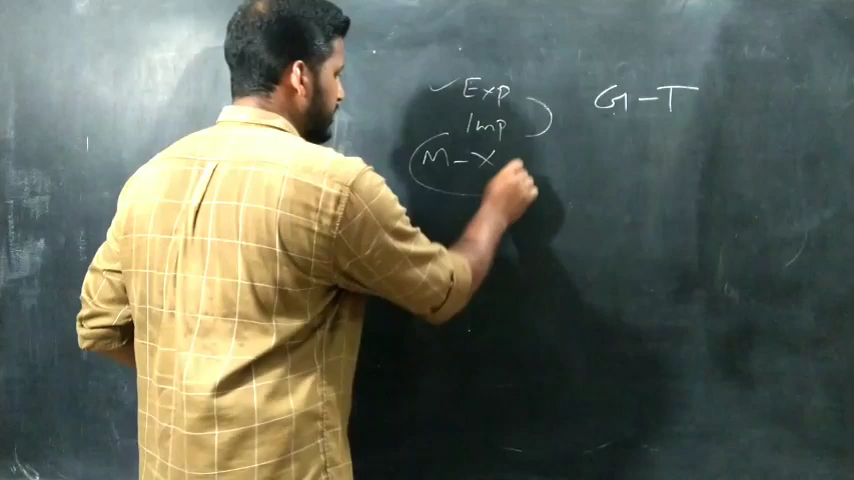 ✓ Exp
Imp
M - X
G - T